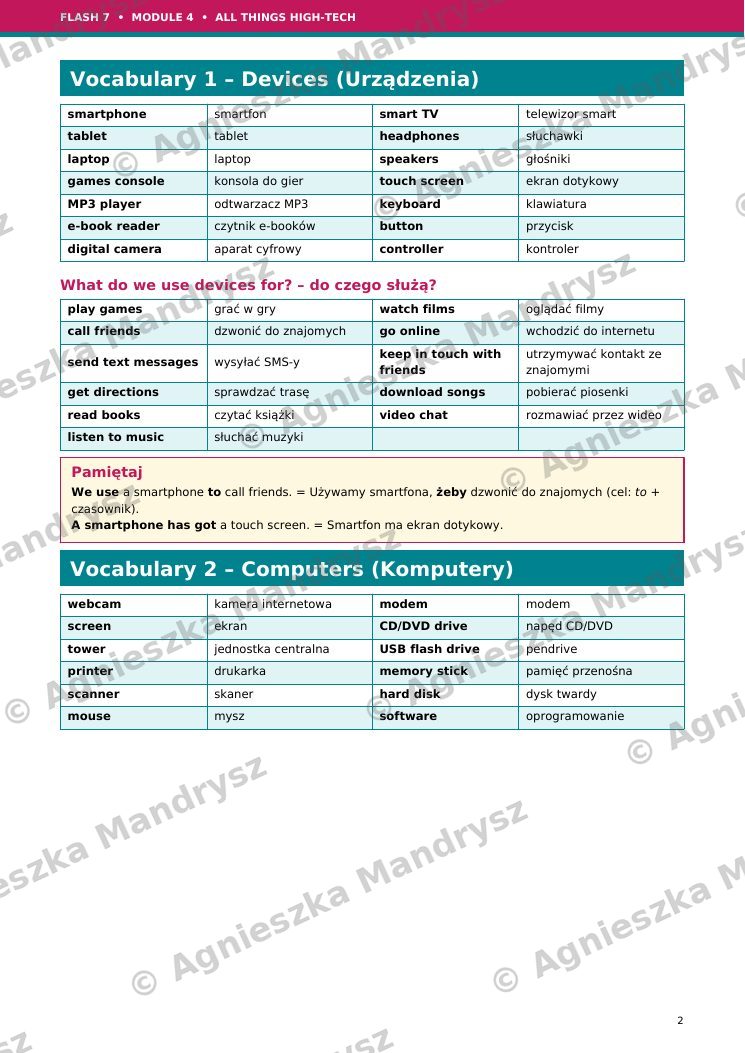 FLASH 7 • MODULE 4 • ALL THINGS HIGH-TECH
Vocabulary 1 – Devices (Urządzenia)
smartphone smartfon smart TV telewizor smart
tablet tablet headphones słuchawki
laptop laptop speakers głośniki
games console konsola do gier touch screen ekran dotykowy
MP3 player odtwarzacz MP3 keyboard klawiatura
e-book reader czytnik e-booków button przycisk
digital camera aparat cyfrowy controller kontroler
What do we use devices for? – do czego służą?
play games grać w gry watch films oglądać filmy
call friends dzwonić do znajomych go online wchodzić do internetu
send text messages wysyłać SMS-y keep in touch with friends utrzymywać kontakt ze znajomymi
get directions sprawdzać trasę download songs pobierać piosenki
read books czytać książki video chat rozmawiać przez wideo
listen to music słuchać muzyki
Pamiętaj
We use a smartphone to call friends. = Używamy smartfona, żeby dzwonić do znajomych (cel: to +
czasownik).
A smartphone has got a touch screen. = Smartfon ma ekran dotykowy.
Vocabulary 2 – Computers (Komputery)
webcam kamera internetowa modem modem
screen ekran CD/DVD drive napęd CD/DVD
tower jednostka centralna USB flash drive pendrive
printer drukarka memory stick pamięć przenośna
scanner skaner hard disk dysk twardy
mouse mysz software oprogramowanie
© Agnieszka Mandrysz
2